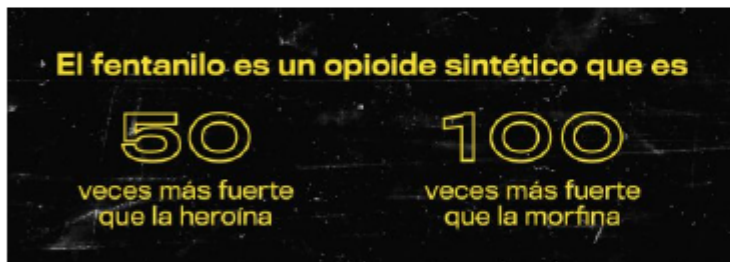 El fentanilo es un opioide sintético que es
50
veces más fuerte
que la heroína
100
veces más fuerte
que la morfina